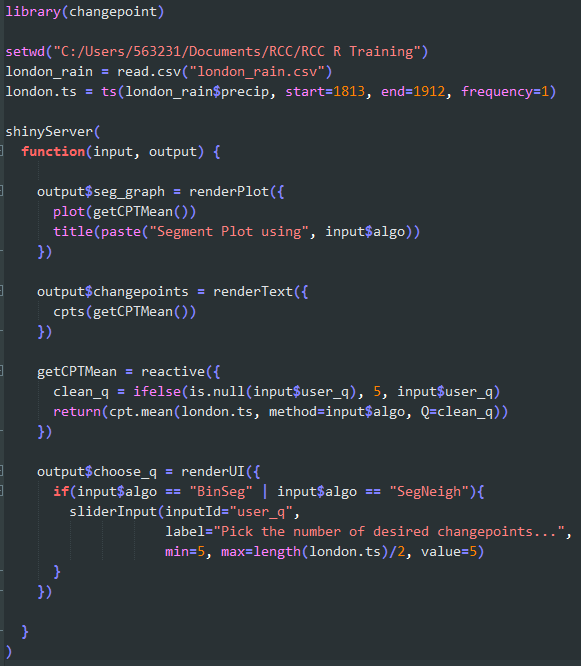 library(changepoint)

setwd("C:/Users/563231/Documents/RCC/RCC R Training")
london_rain = read.csv("london_rain.csv")
london.ts = ts(london_rain$precip, start=1813, end=1912, frequency=1)

shinyServer(
  function(input, output) {

    output$seg_graph = renderPlot({
      plot(getCPTMean())
      title(paste("Segment Plot using", input$algo))
    })

    output$changepoints = renderText({
      cpts(getCPTMean())
    })

    getCPTMean = reactive({
      clean_q = ifelse(is.null(input$user_q), 5, input$user_q)
      return(cpt.mean(london.ts, method=input$algo, Q=clean_q))
    })

    output$choose_q = renderUI({
      if(input$algo == "BinSeg" | input$algo == "SegNeigh"){
        sliderInput(inputId="user_q",
                    label="Pick the number of desired changepoints...",
                    min=5, max=length(london.ts)/2, value=5)
      }
    })

  }
)